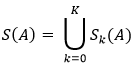 S(A) = ⋃_{k=0}^{K} S_k(A)